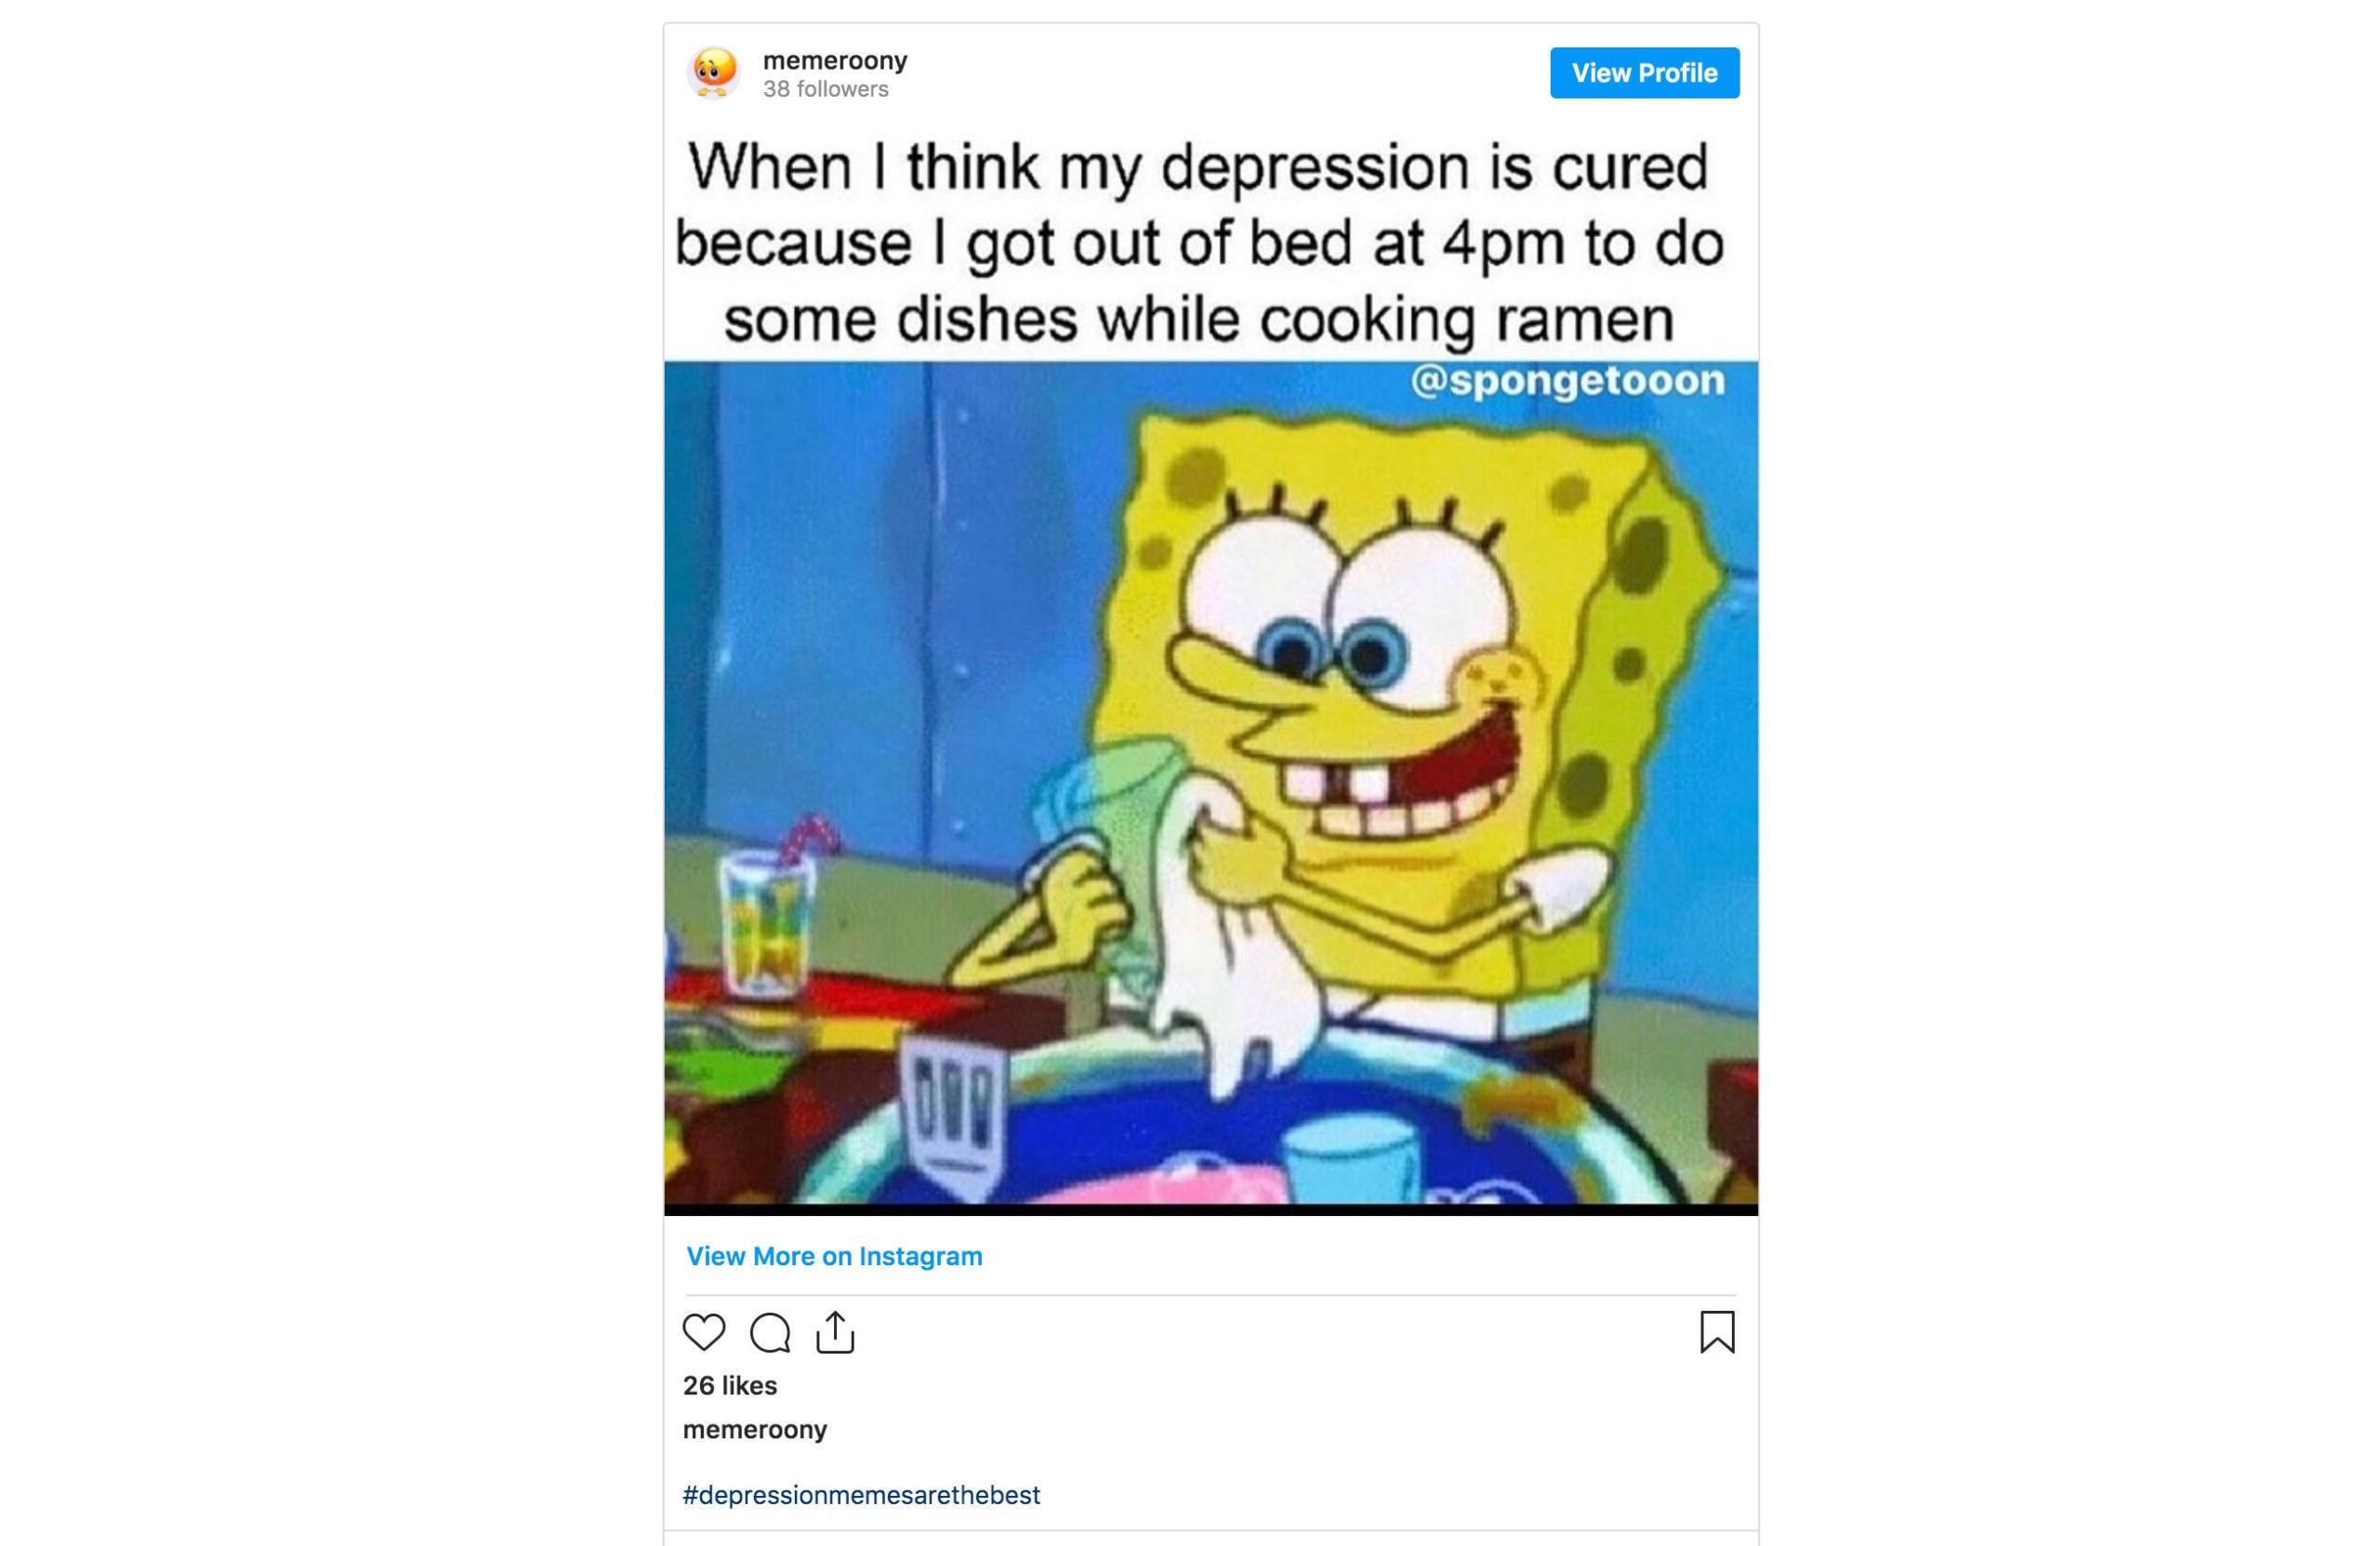 memeroony
38 followers
View Profile
When I think my depression is cured
because I got out of bed at 4pm to do
some dishes while cooking ramen
@spongetooon
View More on Instagram
26 likes
memeroony
#depressionmemesarethebest